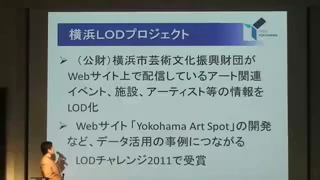 横浜LODプロジェクト
➢ （公財）横浜市芸術文化振興財団が
Webサイト上で配信しているアート関連
イベント、施設、アーティスト等の情報を
LOD化
➢ Webサイト「Yokohama Art Spot」の開発
など、データ活用の事例につながる
LODチャレンジ2011で受賞